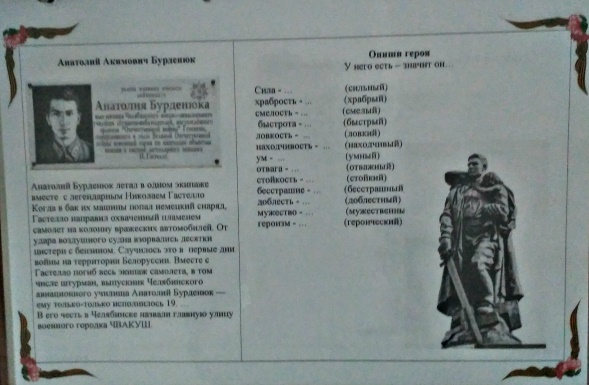 Анатолий Акимович Бурденюк
Анатолия Бурденюка
Анатолий Бурденюк летал в одном экипаже
вместе с легендарным Николаем Гастелло
Когда в бак их машины попал немецкий снаряд,
Гастелло направил охваченный пламенем
самолет на колонну вражеских автомобилей. От
удара воздушного судна взорвались десятки
цистерн с бензином. Случилось это в первые дни
войны на территории Белоруссии. Вместе с
Гастелло погиб весь экипаж самолета, в том
числе штурман, выпускник Челябинского
авиационного училища Анатолий Бурденюк —
ему только-только исполнилось 19. ...
В его честь в Челябинске назвали главную улицу
военного городка ЧВАКУШ.
Опиши героя
У него есть – значит он…
Сила - … (сильный)
храбрость - … (храбрый)
смелость - … (смелый)
быстрота - … (быстрый)
ловкость - … (ловкий)
находчивость - … (находчивый)
ум - … (умный)
отвага - … (отважный)
стойкость - … (стойкий)
бесстрашие - … (бесстрашный
доблесть - … (доблестный)
мужество - … (мужественны
героизм - … (героический)